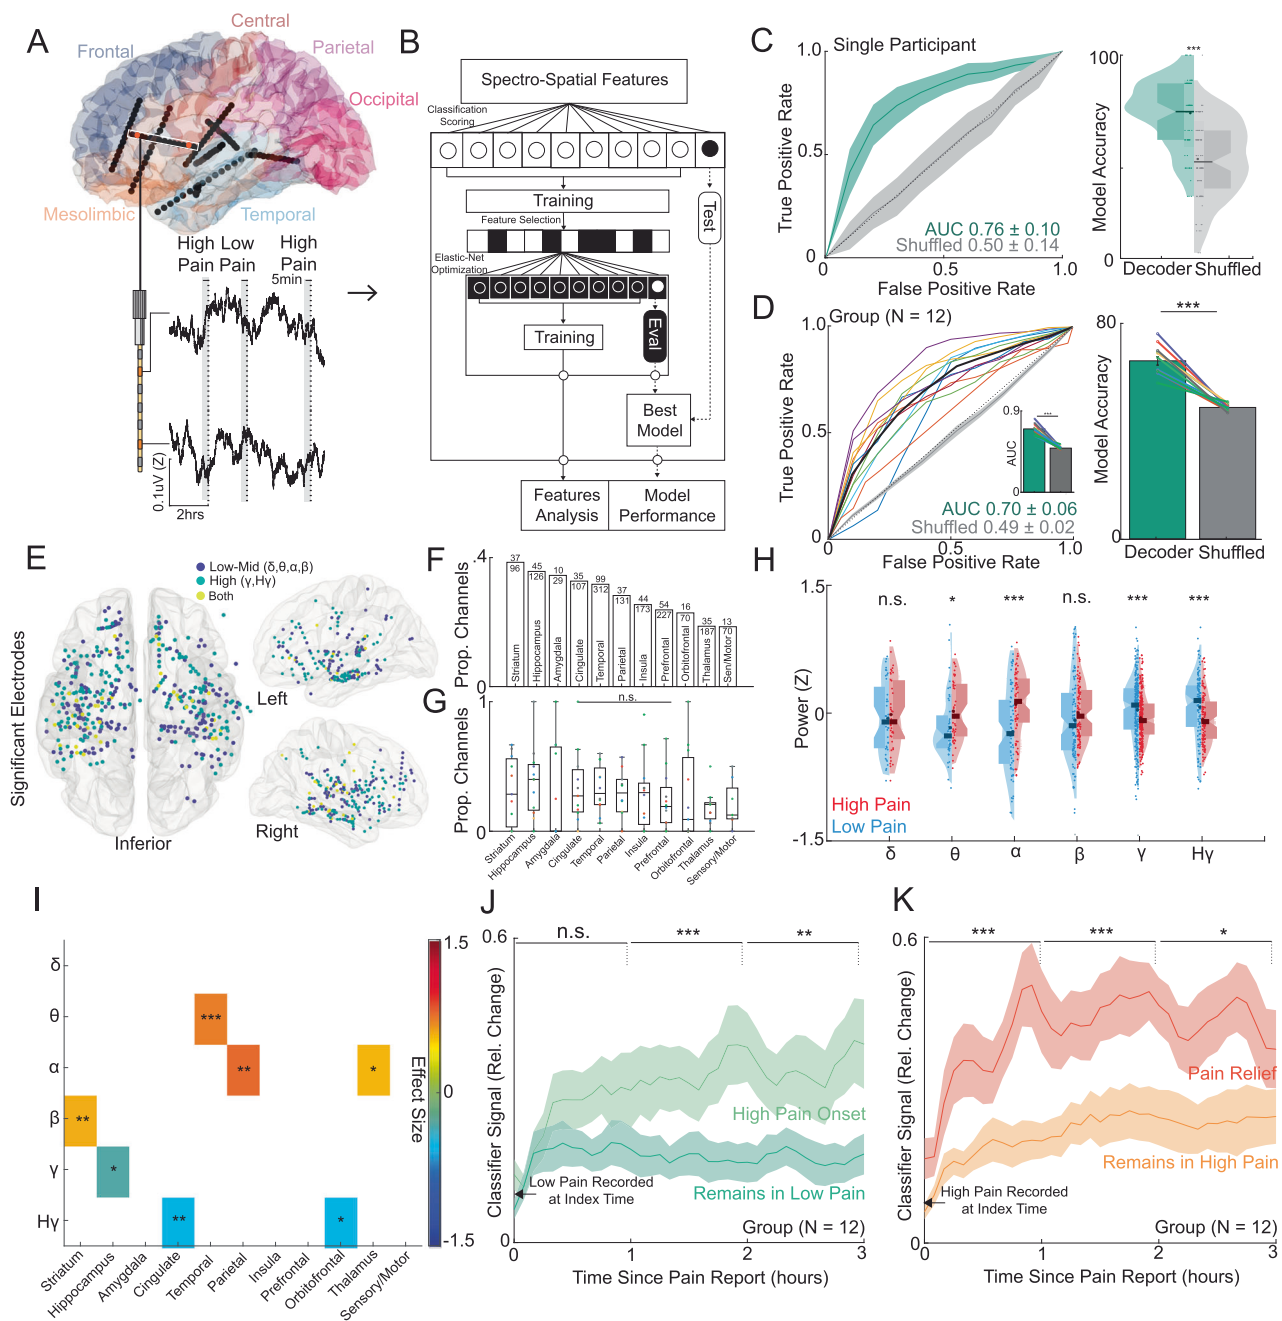 A
Central
Frontal
Parietal
Occipital
Mesolimbic
Temporal
High
Pain
Low
Pain
High
Pain
5min
0.1uV (Z)
2hrs
B
Spectro-Spatial Features
Classification
Scoring
Training
Test
Feature Selection
Elastic-Net
Optimization
Training
Eval
Best
Model
Features
Analysis
Model
Performance
C
Single Participant
1.0
0.5
0
0.5
1.0
True Positive Rate
False Positive Rate
AUC 0.76 ± 0.10
Shuffled 0.50 ± 0.14
100
0
Model Accuracy
***
Decoder
Shuffled
D
Group (N = 12)
1.0
0.5
0
0.5
1.0
True Positive Rate
False Positive Rate
0.9
0
AUC
***
AUC 0.70 ± 0.06
Shuffled 0.49 ± 0.02
80
0
Model Accuracy
***
Decoder
Shuffled
E
Low-Mid (δ,θ,α,β)
High (γ,Hγ)
Both
Significant Electrodes
Left
Right
Inferior
F
.4
0
Prop. Channels
37
96
Striatum
45
126
Hippocampus
10
29
Amygdala
35
107
Cingulate
99
312
Temporal
37
131
Parietal
44
173
Insula
54
227
Prefrontal
16
70
Orbitofrontal
35
187
Thalamus
13
70
Sen/Motor
G
1
0
Prop. Channels
n.s.
Striatum
Hippocampus
Amygdala
Cingulate
Temporal
Parietal
Insula
Prefrontal
Orbitofrontal
Thalamus
Sensory/Motor
H
1.5
0
-1.5
Power (Z)
n.s.
*
***
n.s.
***
***
High Pain
Low Pain
δ
θ
α
β
γ
Hγ
I
δ
θ
α
β
γ
Hγ
***
**
*
**
*
**
*
Striatum
Hippocampus
Amygdala
Cingulate
Temporal
Parietal
Insula
Prefrontal
Orbitofrontal
Thalamus
Sensory/Motor
1.5
0
-1.5
Effect Size
J
n.s.
***
**
0.6
0
Classifier Signal (Rel. Change)
High Pain Onset
Low Pain Recorded
at Index Time
Remains in Low Pain
Group (N = 12)
0
1
2
3
Time Since Pain Report (hours)
K
***
***
*
0.6
0
Classifier Signal (Rel. Change)
Pain Relief
Remains in High Pain
High Pain Recorded
at Index Time
Group (N = 12)
0
1
2
3
Time Since Pain Report (hours)